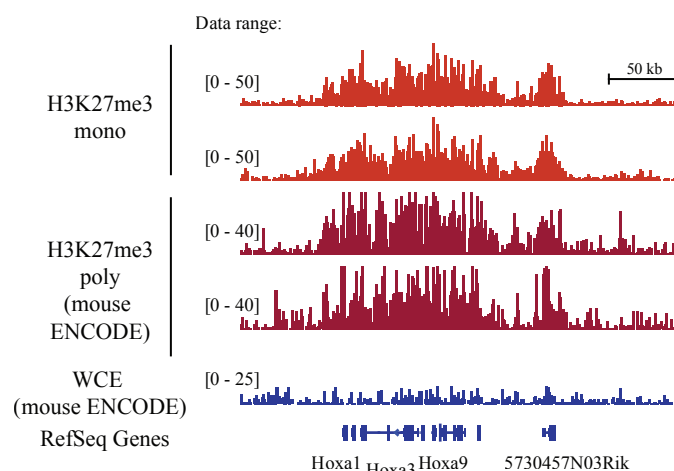 Data range:
H3K27me3
mono
[0 - 50]
50 kb
[0 - 50]
H3K27me3
poly
(mouse
ENCODE)
[0 - 40]
[0 - 40]
WCE
(mouse ENCODE)
[0 - 25]
RefSeq Genes
Hoxa1 Hoxa3 Hoxa9 5730457N03Rik